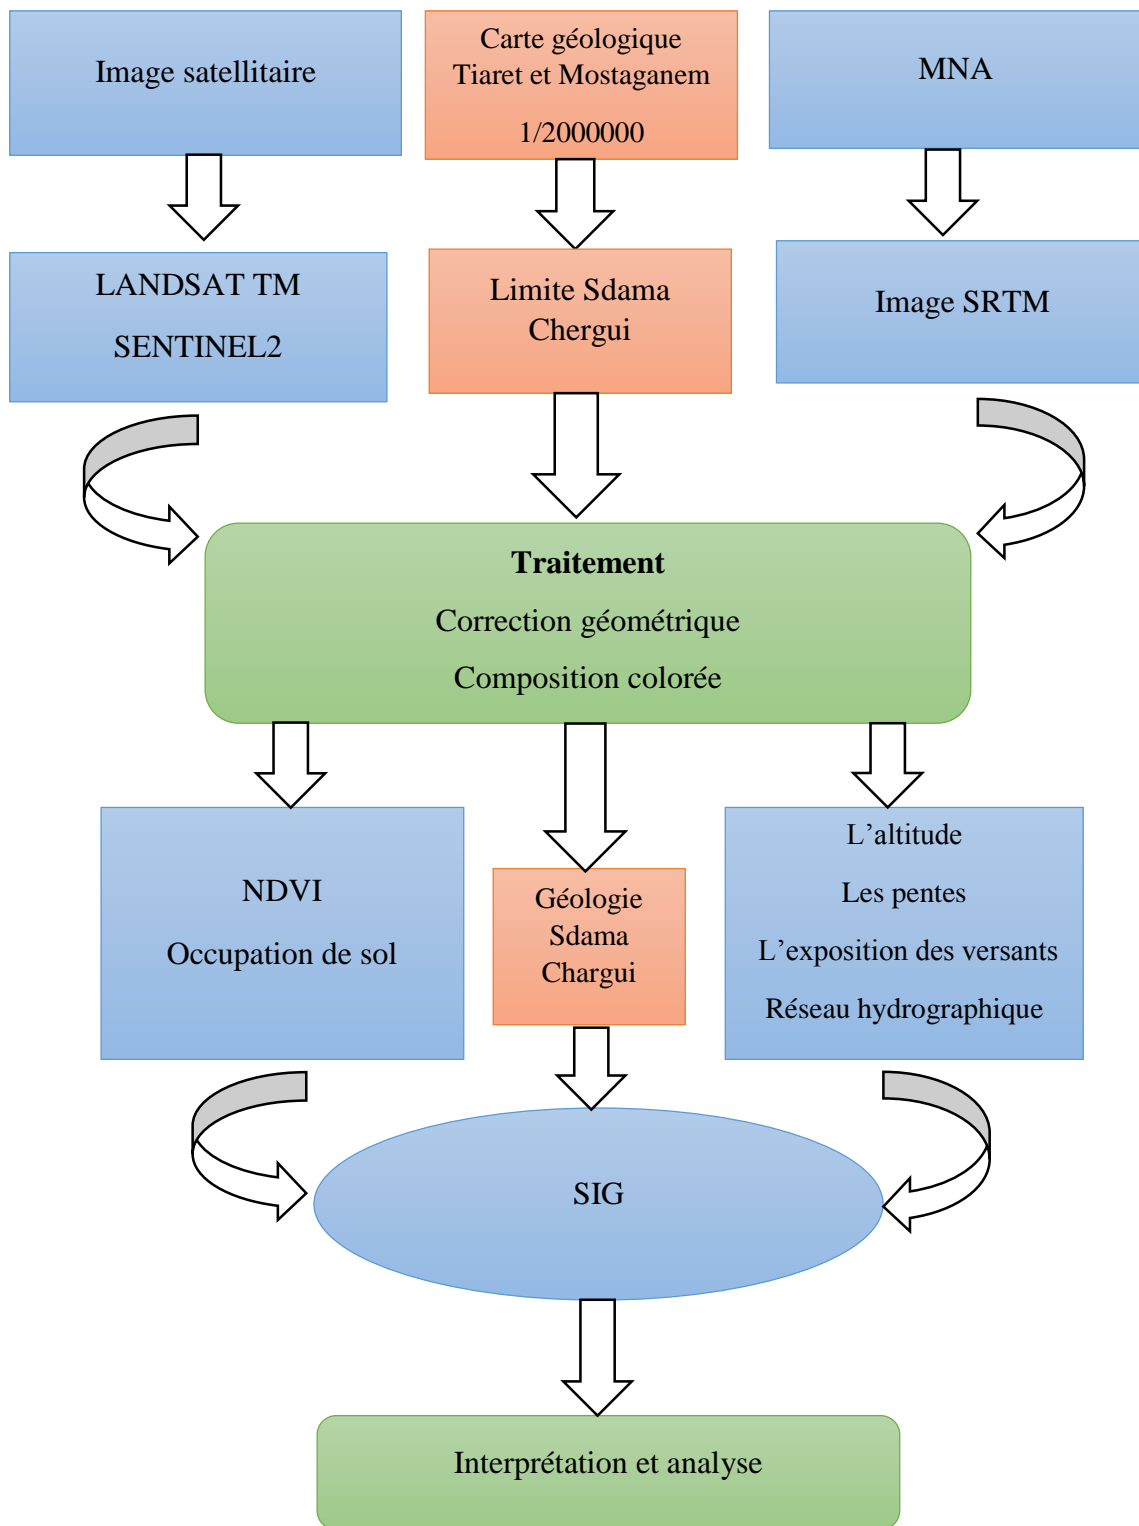 Image satellitaire
Carte géologique
Tiaret et Mostaganem
1/2000000
MNA
LANDSAT TM
SENTINEL2
Limite Sdama
Chergui
Image SRTM
Traitement
Correction géométrique
Composition colorée
NDVI
Occupation de sol
Géologie
Sdama
Chargui
L’altitude
Les pentes
L’exposition des versants
Réseau hydrographique
SIG
Interprétation et analyse